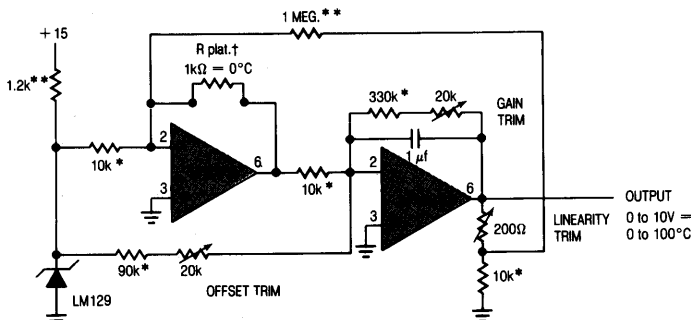 1 MEG.**
+15
R plat.†
1kΩ = 0°C
1.2k**
330k*
20k
GAIN
TRIM
2
10k*
6
3
10k*
1 μf
2
6
3
OUTPUT
0 to 10V =
0 to 100°C
LINEARITY
TRIM
200Ω
90k*
20k
10k*
LM129
OFFSET TRIM